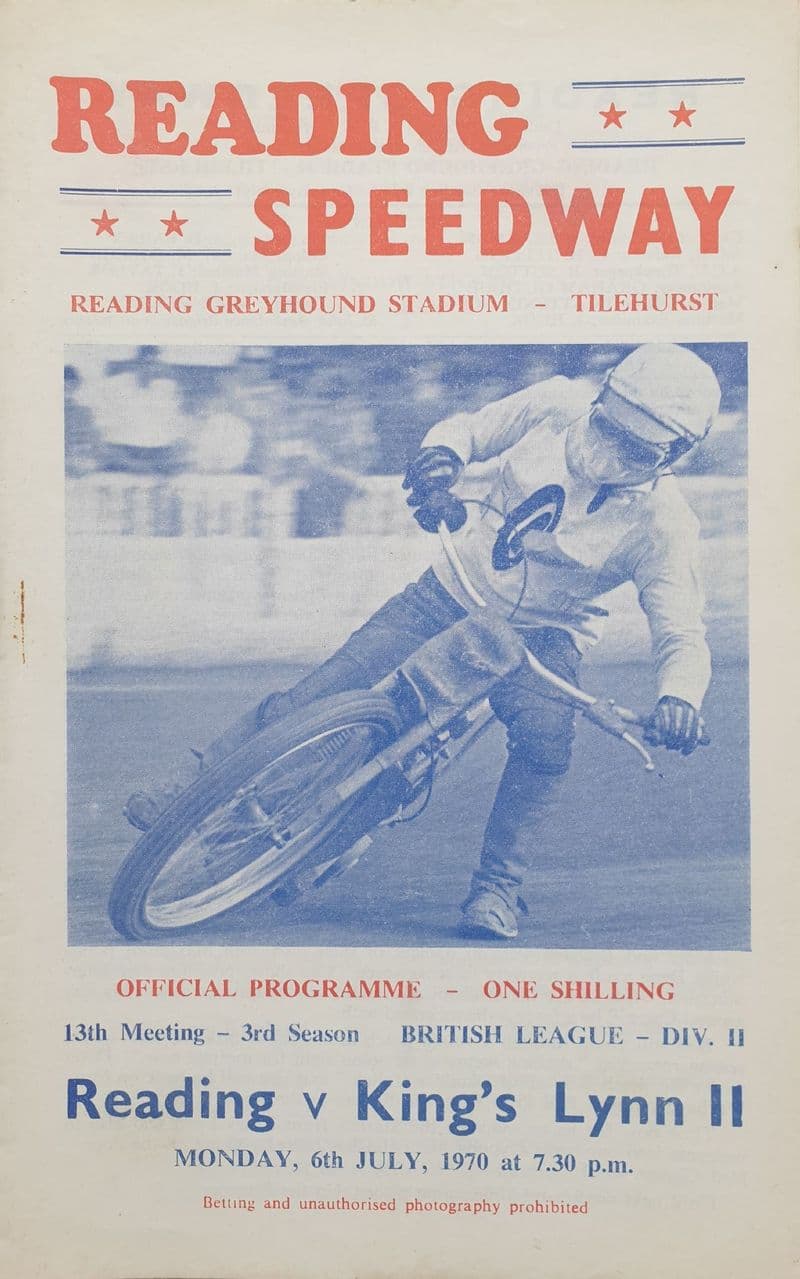 READING
SPEEDWAY
READING GREYHOUND STADIUM - TILEHURST
OFFICIAL PROGRAMME - ONE SHILLING
13th Meeting - 3rd Season BRITISH LEAGUE - DIV. II
Reading v King's Lynn II
MONDAY, 6th JULY, 1970 at 7.30 p.m.
Betting and unauthorised photography prohibited